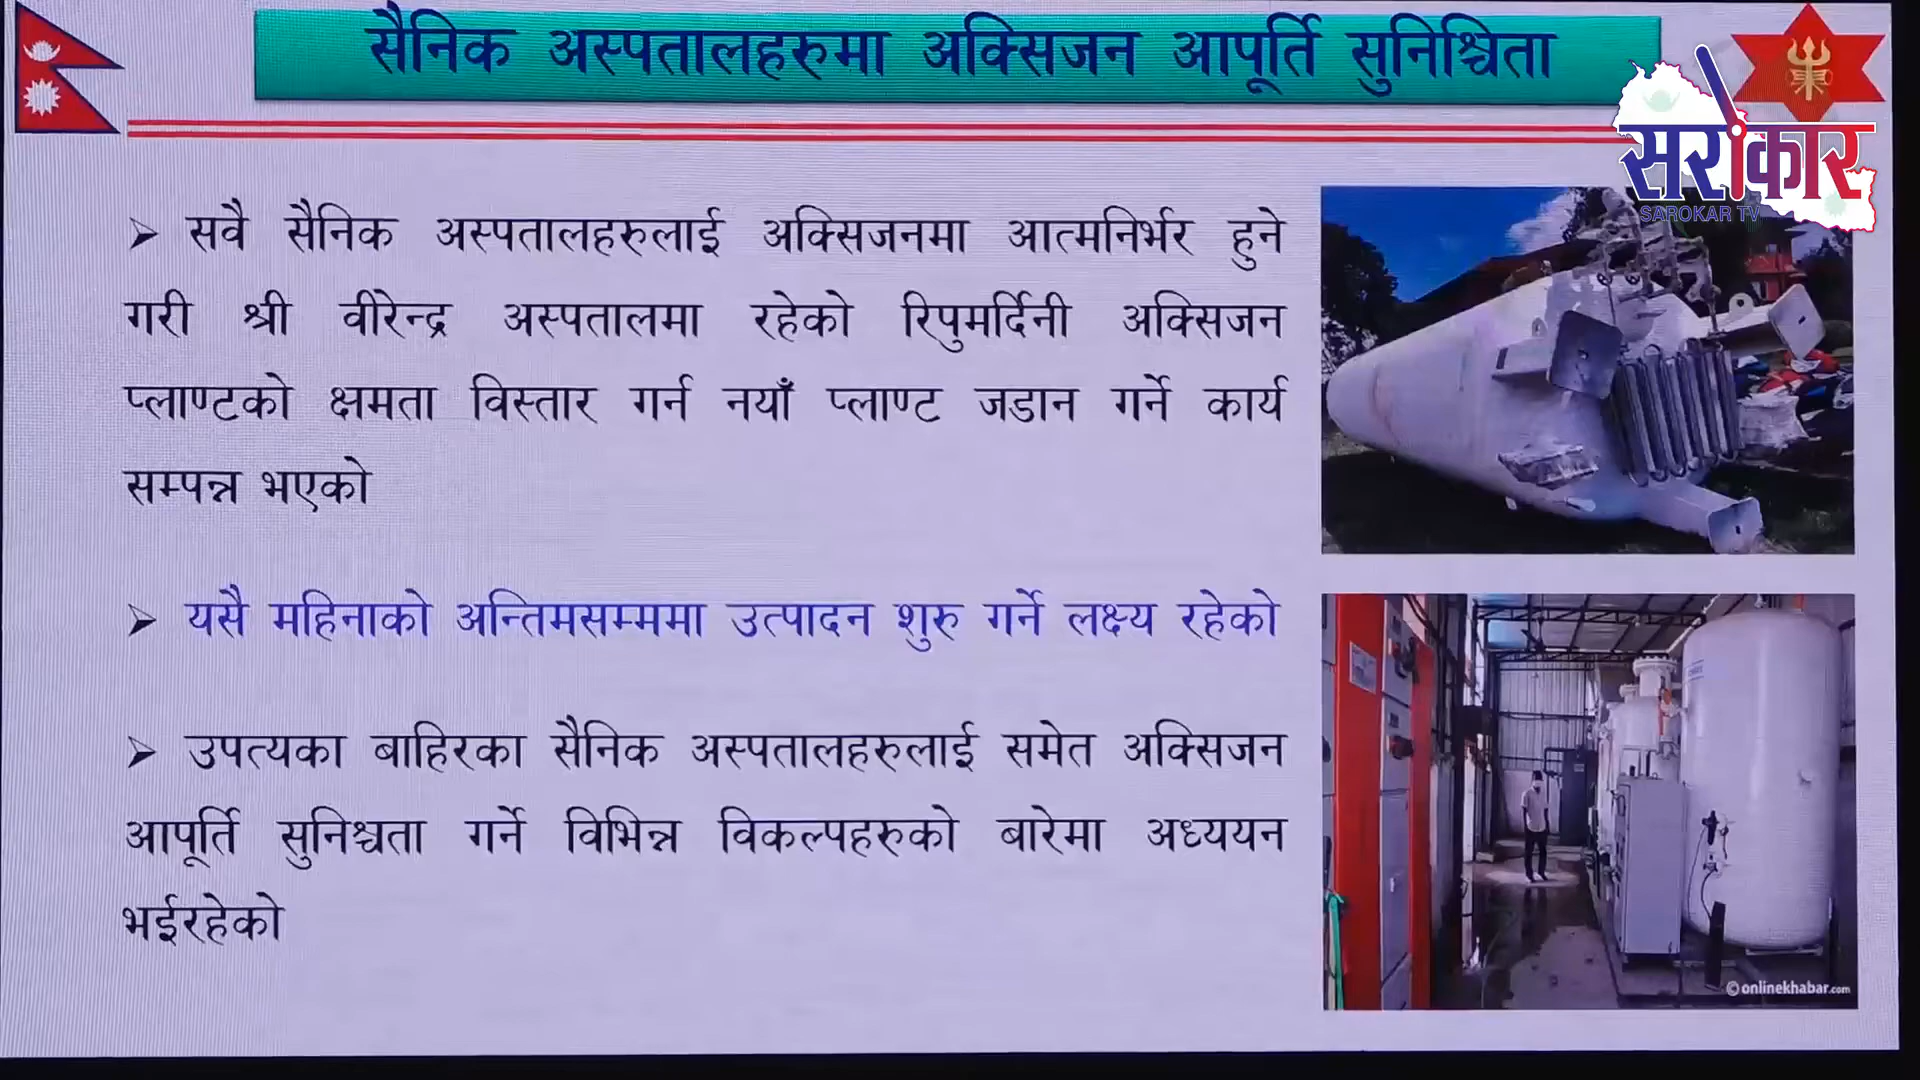 सैनिक अस्पतालहरुमा अक्सिजन आपूर्ति सुनिश्चिता
सरोकार
SAROKAR TV
➢ सवै सैनिक अस्पतालहरुलाई अक्सिजनमा आत्मनिर्भर हुने
गरी श्री वीरेन्द्र अस्पतालमा रहेको रिपुमर्दिनी अक्सिजन
प्लाण्टको क्षमता विस्तार गर्न नयाँ प्लाण्ट जडान गर्ने कार्य
सम्पन्न भएको
➢ यसै महिनाको अन्तिमसम्ममा उत्पादन शुरु गर्ने लक्ष्य रहेको
➢ उपत्यका बाहिरका सैनिक अस्पतालहरुलाई समेत अक्सिजन
आपूर्ति सुनिश्चता गर्ने विभिन्न विकल्पहरुको बारेमा अध्ययन
भईरहेको
©onlinekhabar.com